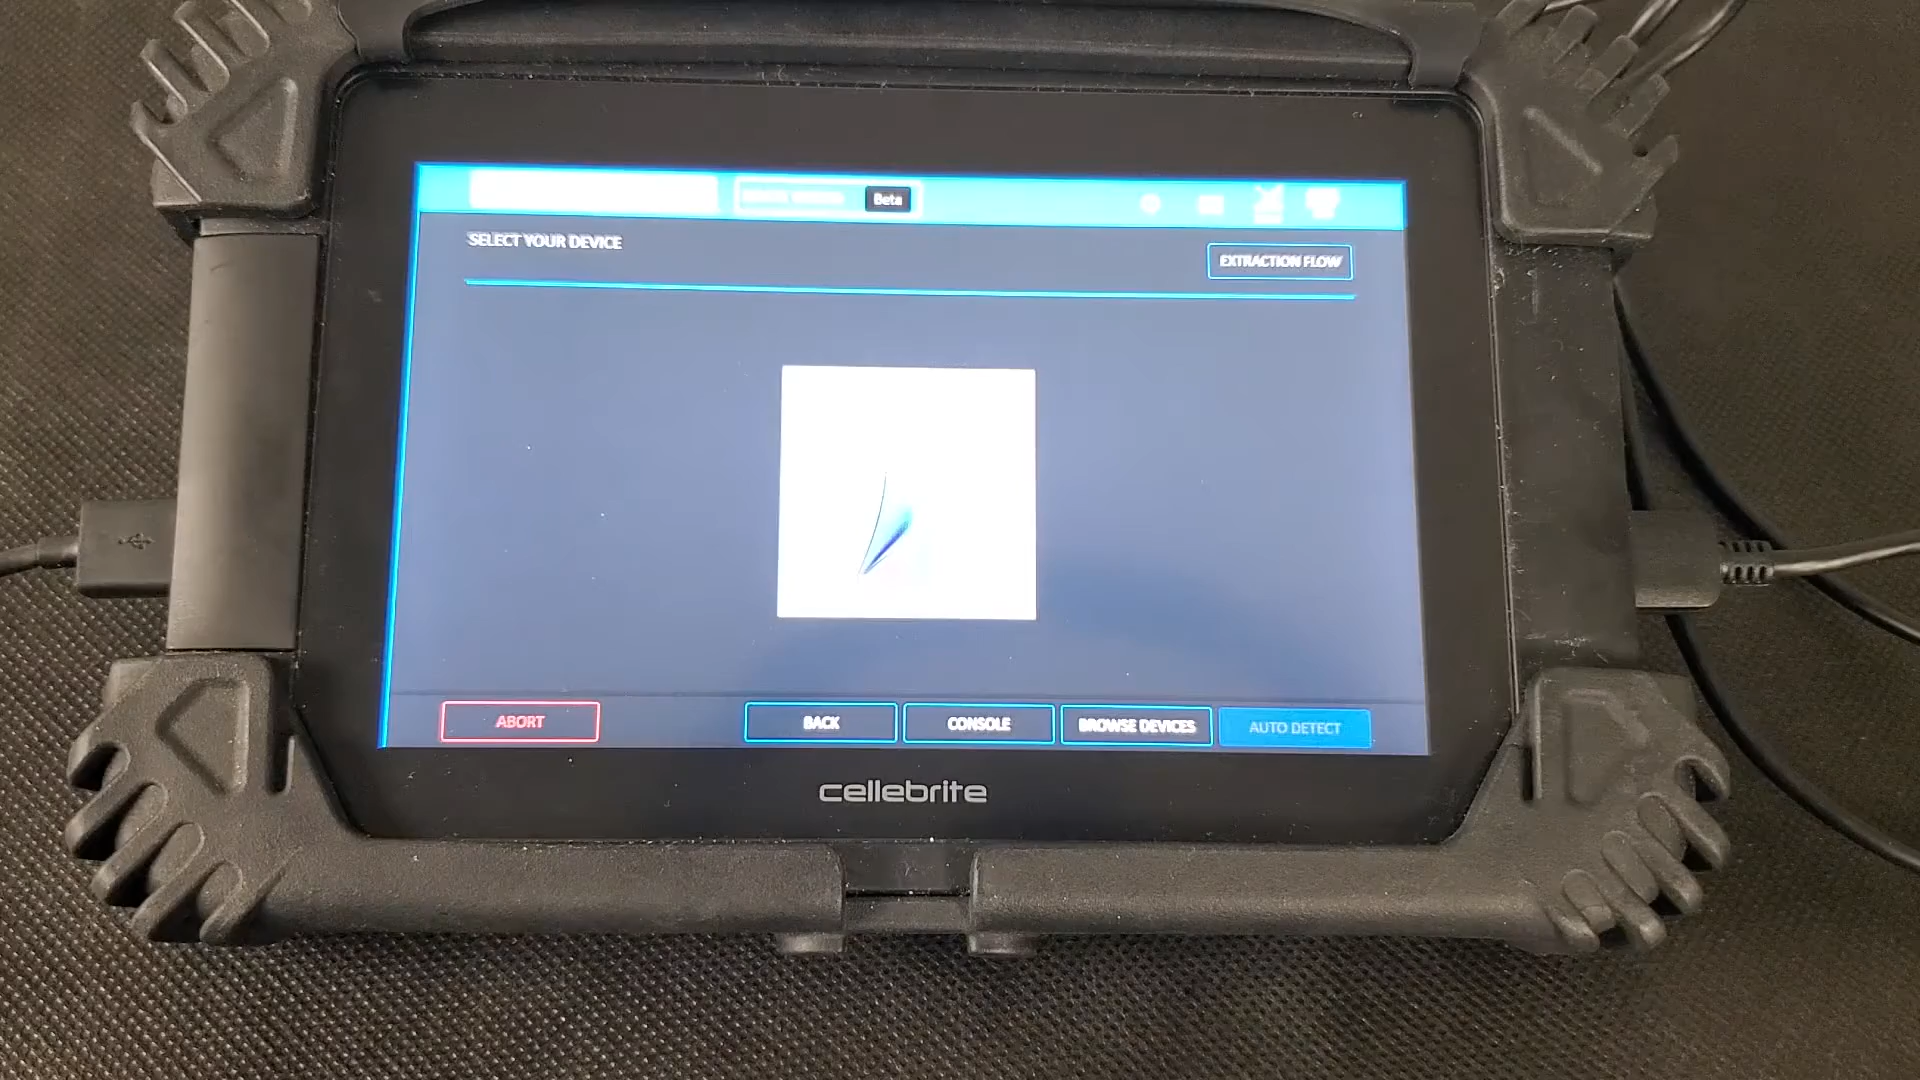 Beta
SELECT YOUR DEVICE
EXTRACTION FLOW
ABORT
BACK
CONSOLE
BROWSE DEVICES
AUTO DETECT
cellebrite